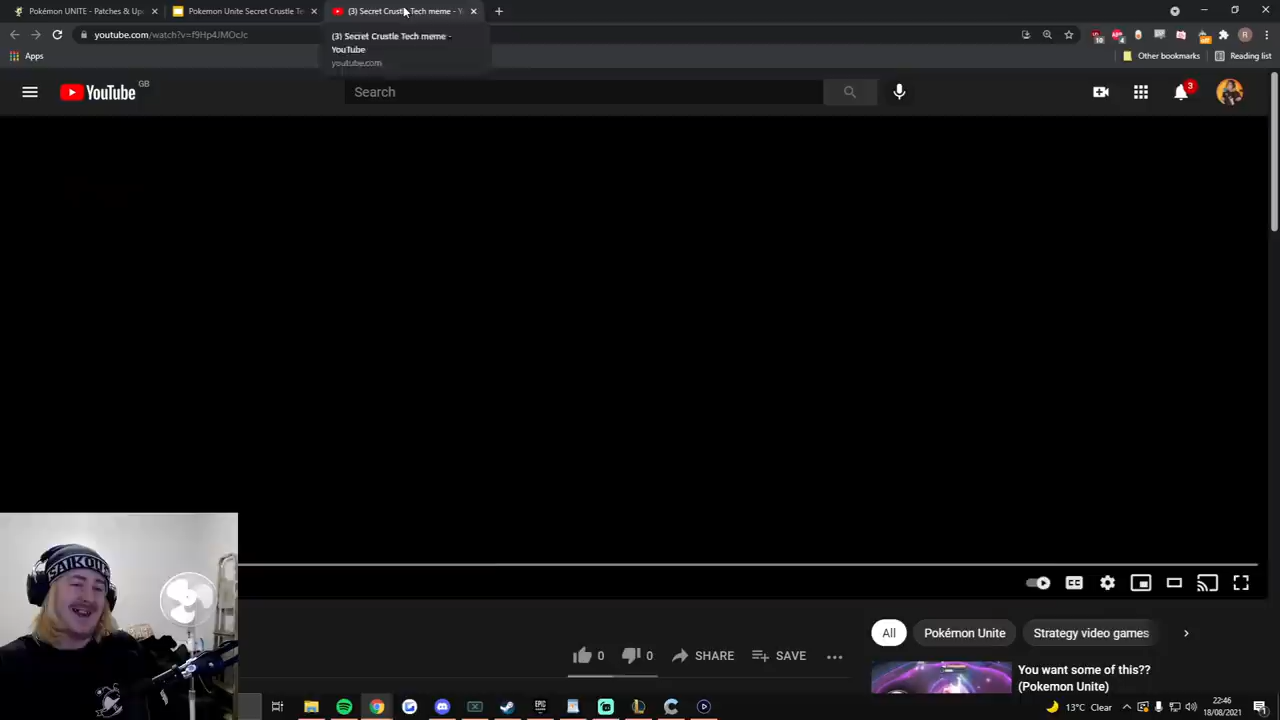 Pokémon UNITE - Patches & Up
Pokemon Unite Secret Crustle Te
(3) Secret Crustle Tech meme - Y
youtube.com/watch?v=f9Hp4JMOcJc
(3) Secret Crustle Tech meme -
YouTube
youtube.com
Apps
Other bookmarks
Reading list
YouTube
GB
Search
3
SAIKOU
0
0
SHARE
SAVE
All
Pokémon Unite
Strategy video games
You want some of this??
(Pokemon Unite)
13°C Clear
22:46
18/08/2021